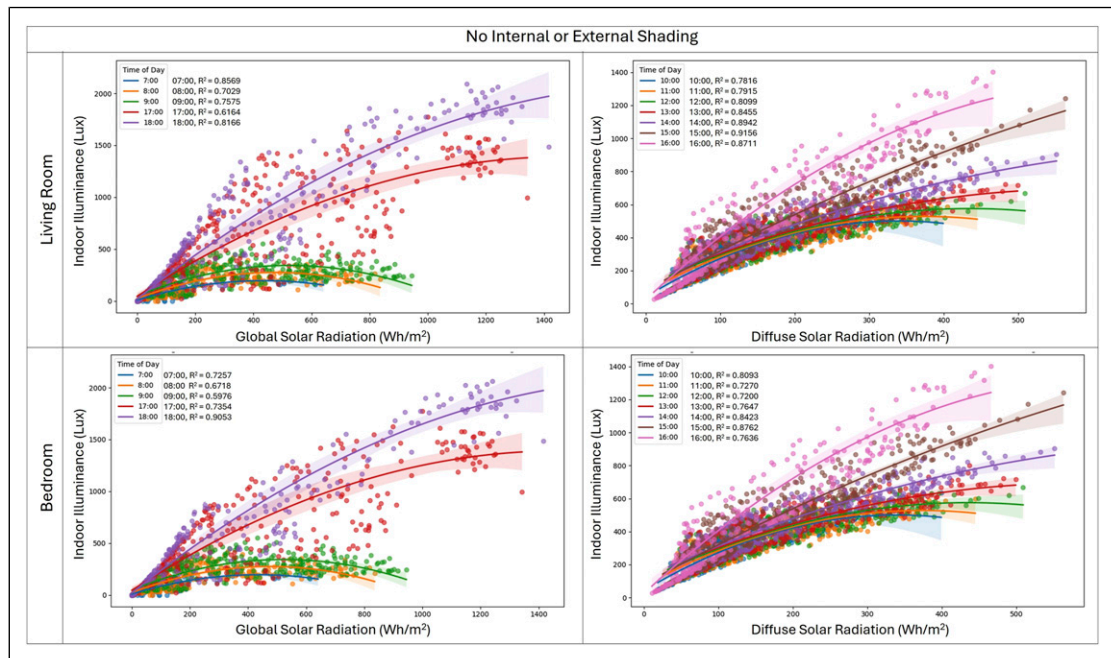 No Internal or External Shading
Living Room
Indoor Illuminance (Lux)
2000
1500
1000
500
0
Time of Day
7:00 07:00, R² = 0.8569
8:00 08:00, R² = 0.7029
9:00 09:00, R² = 0.7575
17:00 17:00, R² = 0.6164
18:00 18:00, R² = 0.8166
0 200 400 600 800 1000 1200 1400
Global Solar Radiation (Wh/m²)
Indoor Illuminance (Lux)
1400
1200
1000
800
600
400
200
0
Time of Day
10:00 10:00, R² = 0.7816
11:00 11:00, R² = 0.7915
12:00 12:00, R² = 0.8099
13:00 13:00, R² = 0.8455
14:00 14:00, R² = 0.8942
15:00 15:00, R² = 0.9156
16:00 16:00, R² = 0.8711
0 100 200 300 400 500
Diffuse Solar Radiation (Wh/m²)
Bedroom
Indoor Illuminance (Lux)
2000
1500
1000
500
0
Time of Day
7:00 07:00, R² = 0.7257
8:00 08:00, R² = 0.6718
9:00 09:00, R² = 0.5976
17:00 17:00, R² = 0.7354
18:00 18:00, R² = 0.9053
0 200 400 600 800 1000 1200 1400
Global Solar Radiation (Wh/m²)
Indoor Illuminance (Lux)
1400
1200
1000
800
600
400
200
0
Time of Day
10:00 10:00, R² = 0.8093
11:00 11:00, R² = 0.7270
12:00 12:00, R² = 0.7200
13:00 13:00, R² = 0.7647
14:00 14:00, R² = 0.8423
15:00 15:00, R² = 0.8762
16:00 16:00, R² = 0.7636
0 100 200 300 400 500
Diffuse Solar Radiation (Wh/m²)